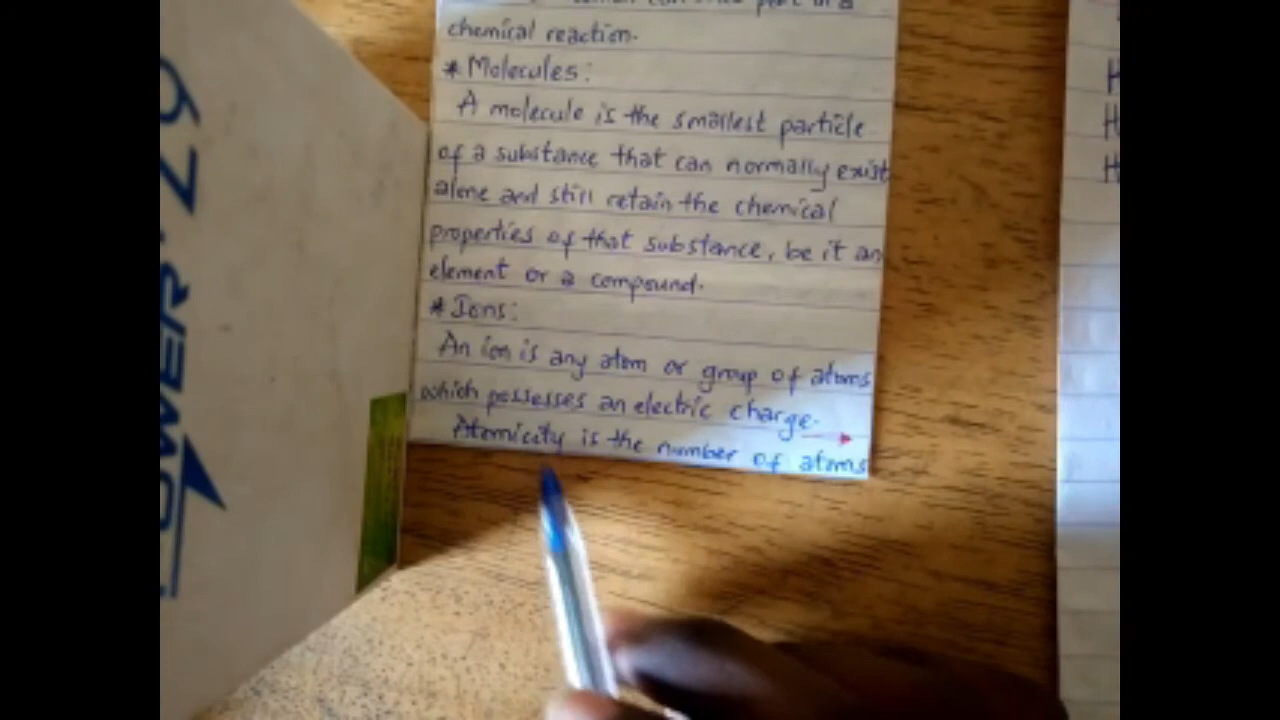 chemical reaction.
* Molecules:
A molecule is the smallest particle
of a substance that can normally exist
alone and still retain the chemical
properties of that substance, be it an
element or a compound.
* Ions:
An ion is any atom or group of atoms
which possesses an electric charge.
Atomicity is the number of atoms